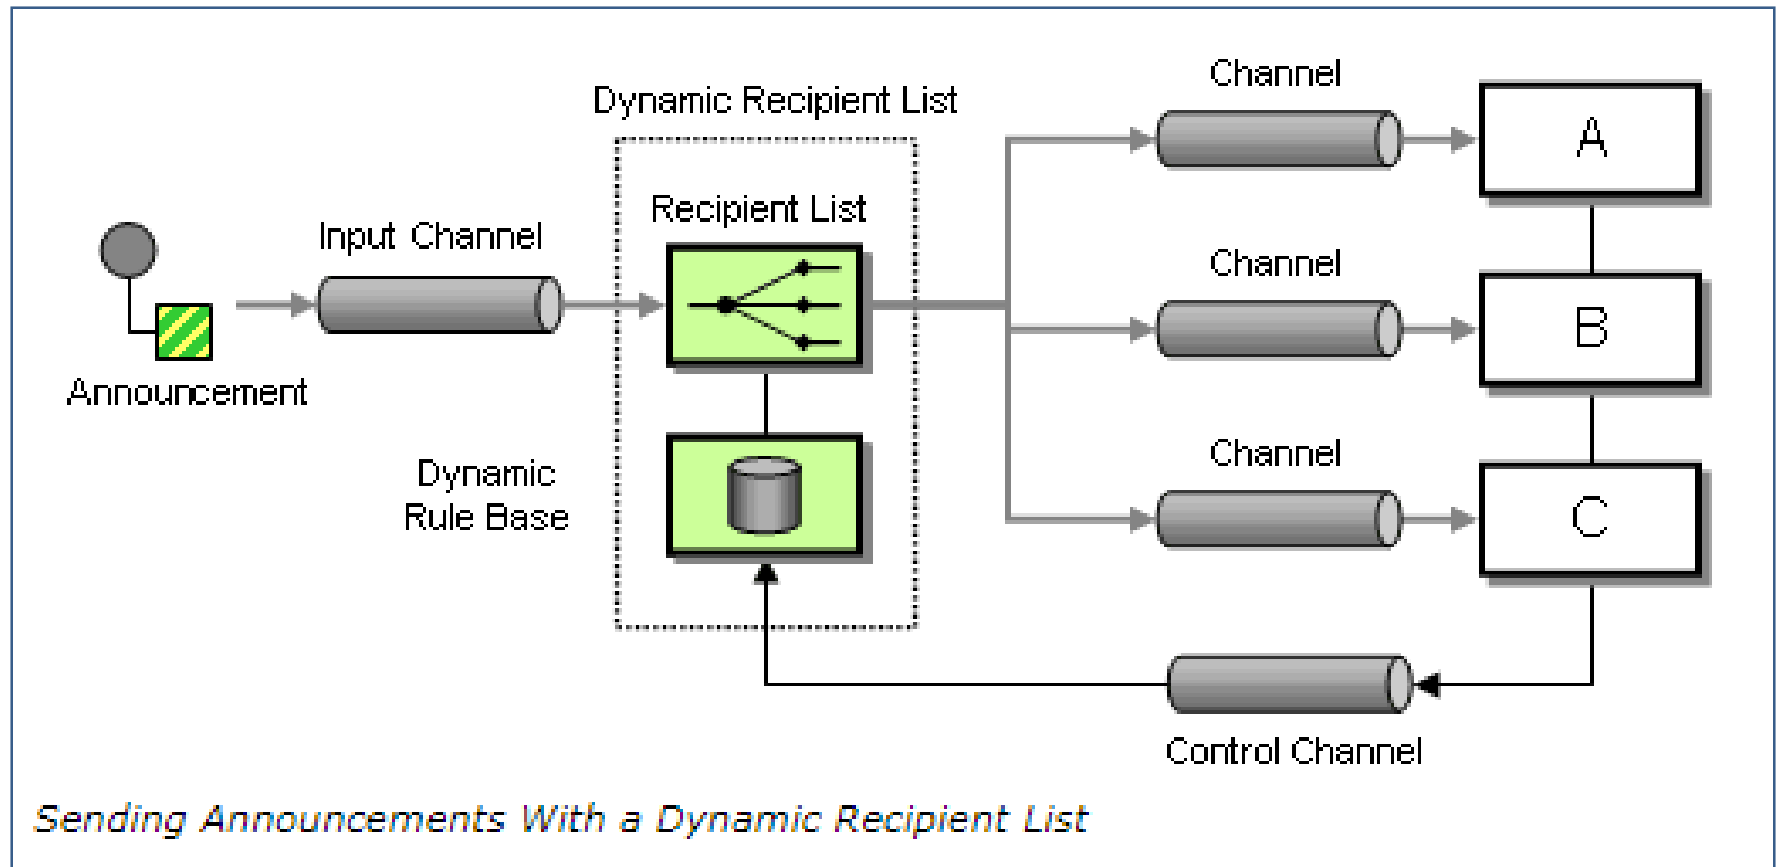 Channel
Dynamic Recipient List
A
Recipient List
Input Channel
Channel
B
Announcement
Channel
Dynamic
Rule Base
C
Control Channel
Sending Announcements With a Dynamic Recipient List